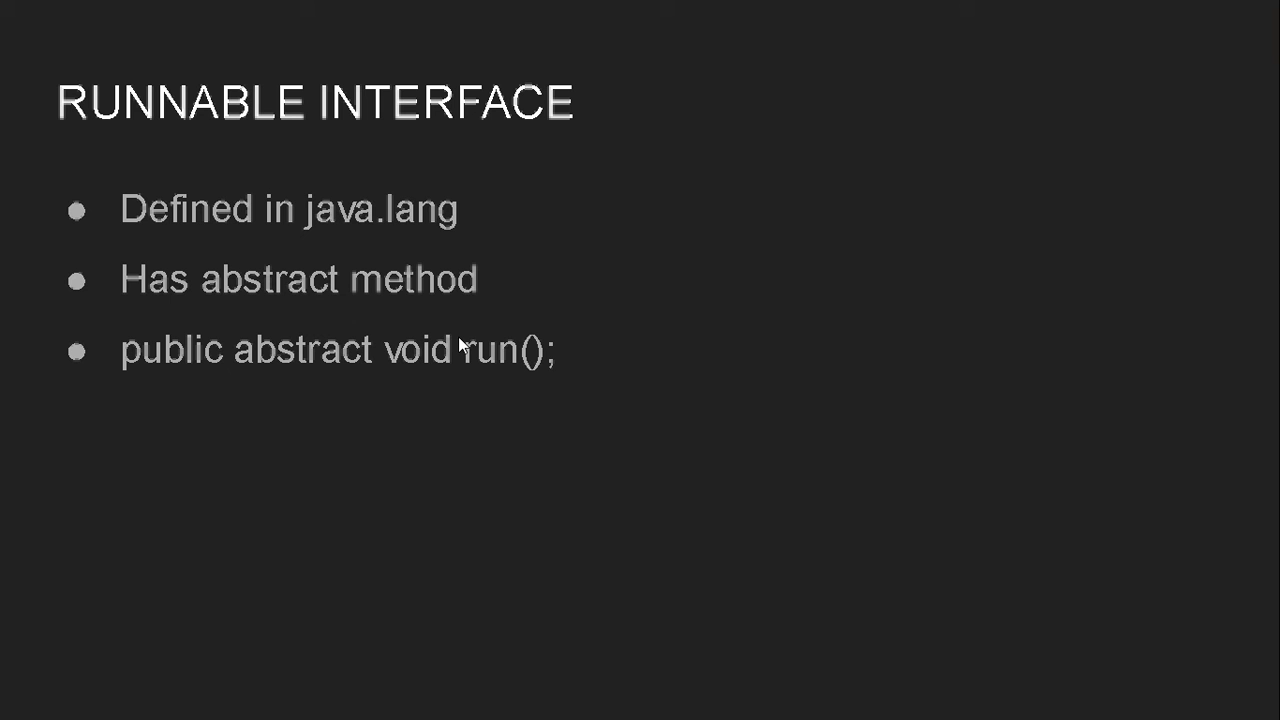 RUNNABLE INTERFACE
● Defined in java.lang
● Has abstract method
● public abstract void run();